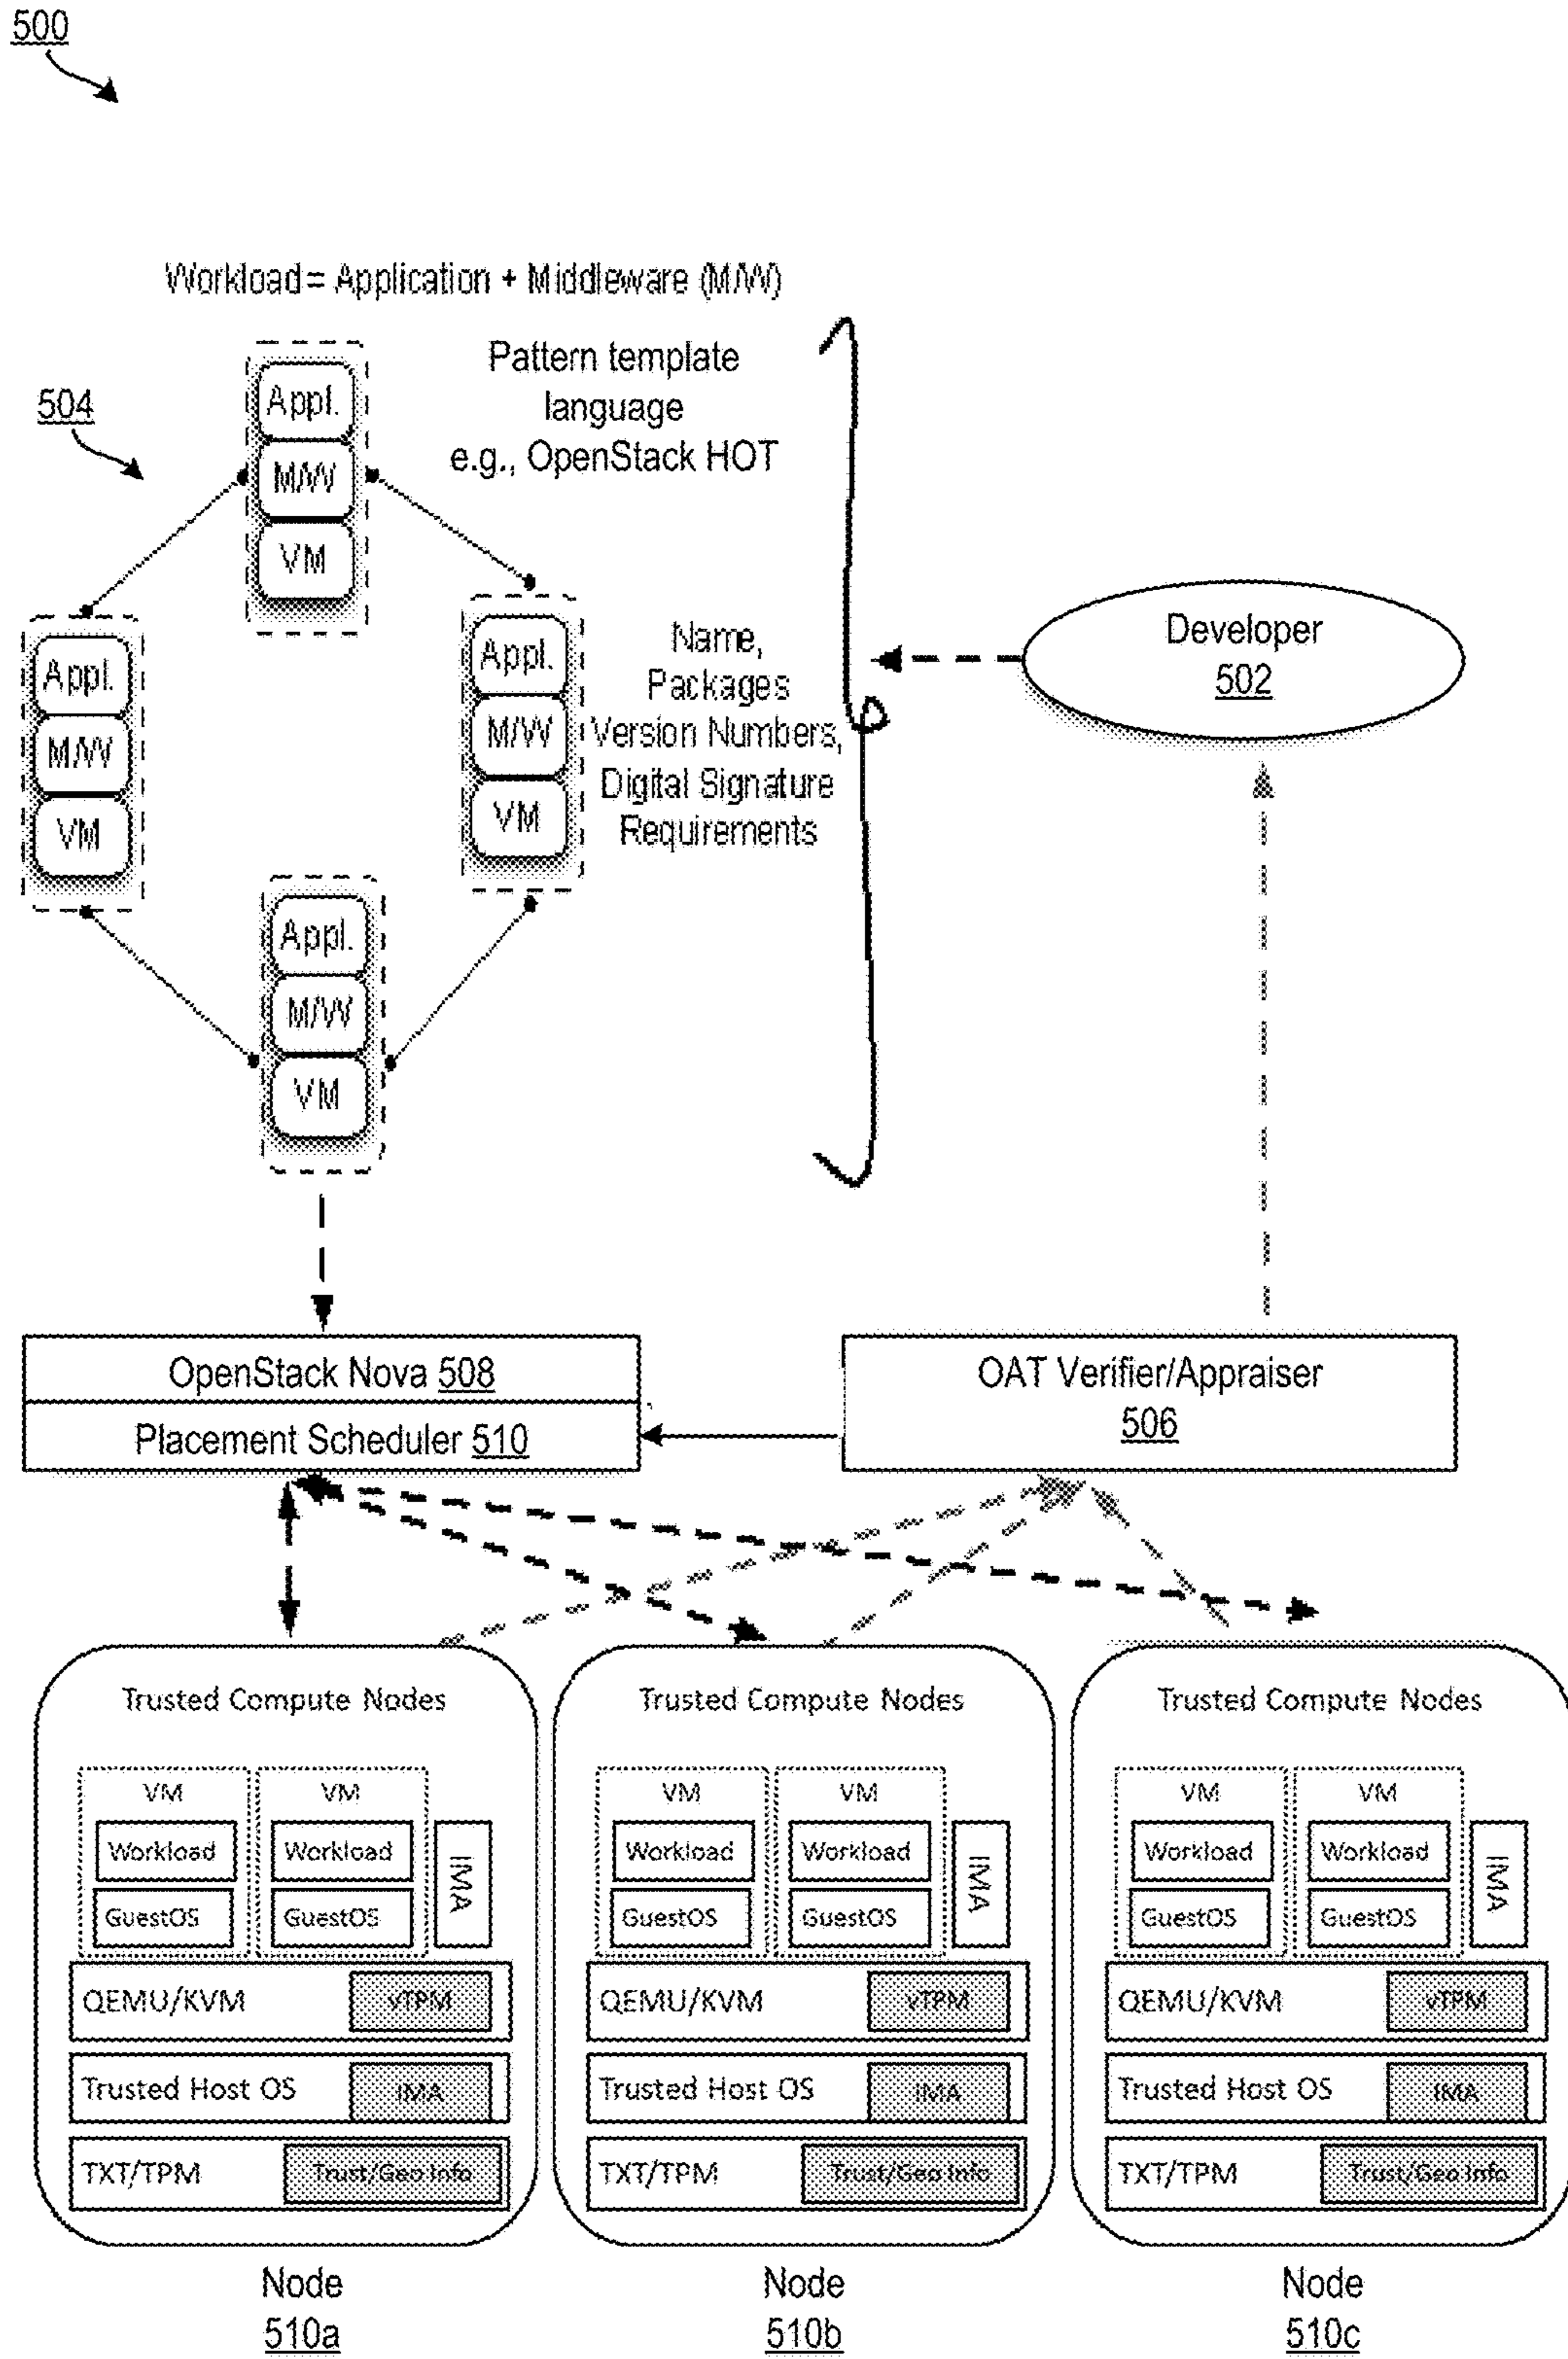 500
Workload = Application + Middleware (M/W)
Pattern template
language
e.g., OpenStack HOT
504
Appl.
M/W
VM
Appl.
M/W
VM
Appl.
M/W
VM
Name,
Packages
Version Numbers,
Digital Signature
Requirements
Developer
502
Appl.
M/W
VM
OpenStack Nova 508
Placement Scheduler 510
OAT Verifier/Appraiser
506
Trusted Compute Nodes
VM
VM
Workload
Workload
GuestOS
GuestOS
IMA
QEMU/KVM
vTPM
Trusted Host OS
IMA
TXT/TPM
Trust/Geo Info
Node
510a
Trusted Compute Nodes
VM
VM
Workload
Workload
GuestOS
GuestOS
IMA
QEMU/KVM
vTPM
Trusted Host OS
IMA
TXT/TPM
Trust/Geo Info
Node
510b
Trusted Compute Nodes
VM
VM
Workload
Workload
GuestOS
GuestOS
IMA
QEMU/KVM
vTPM
Trusted Host OS
IMA
TXT/TPM
Trust/Geo Info
Node
510c